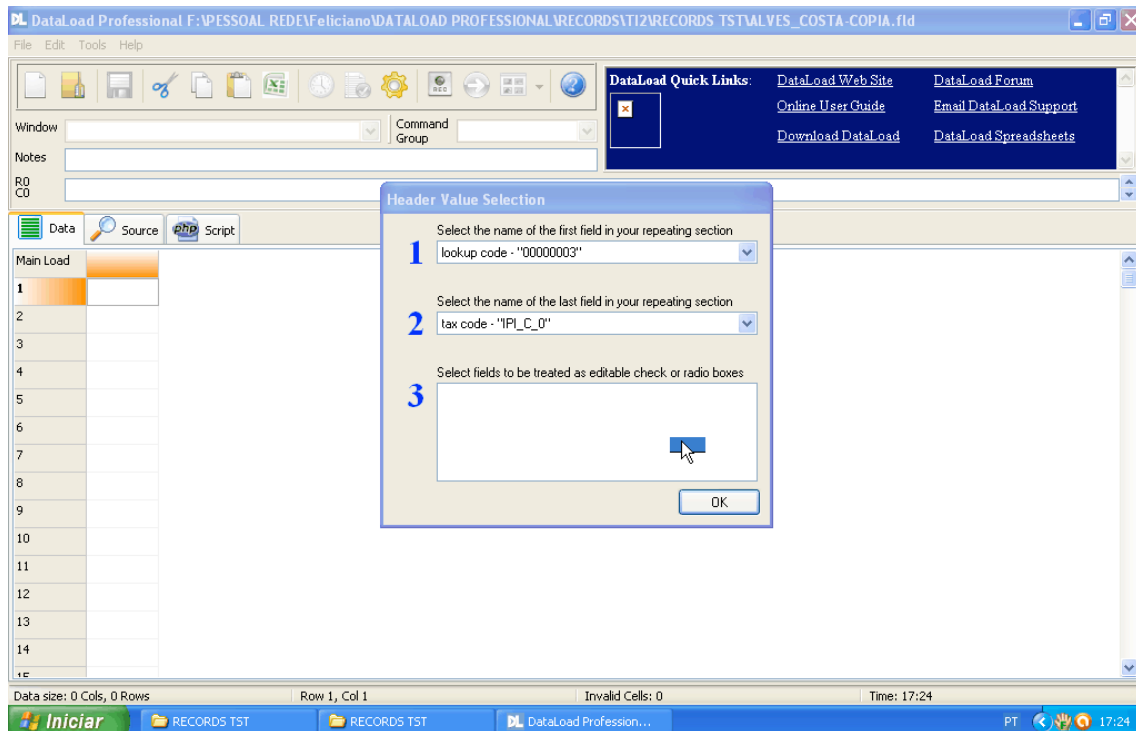 DataLoad Professional F:\PESSOAL REDE\Feliciano\DATALOAD PROFESSIONAL\RECORDS\TI2\RECORDS TST\ALVES_COSTA-COPIA.fld
File Edit Tools Help
REC
DataLoad Quick Links:
DataLoad Web Site
DataLoad Forum
Online User Guide
Email DataLoad Support
Download DataLoad
DataLoad Spreadsheets
Window
Command Group
Notes
R0
C0
Data
Source
php Script
Main Load
1
2
3
4
5
6
7
8
9
10
11
12
13
14
15
Header Value Selection
Select the name of the first field in your repeating section
1
lookup code - "00000003"
Select the name of the last field in your repeating section
2
tax code - "IPI_C_0"
Select fields to be treated as editable check or radio boxes
3
OK
Data size: 0 Cols, 0 Rows
Row 1, Col 1
Invalid Cells: 0
Time: 17:24
Iniciar
RECORDS TST
RECORDS TST
DL DataLoad Profession...
PT
17:24